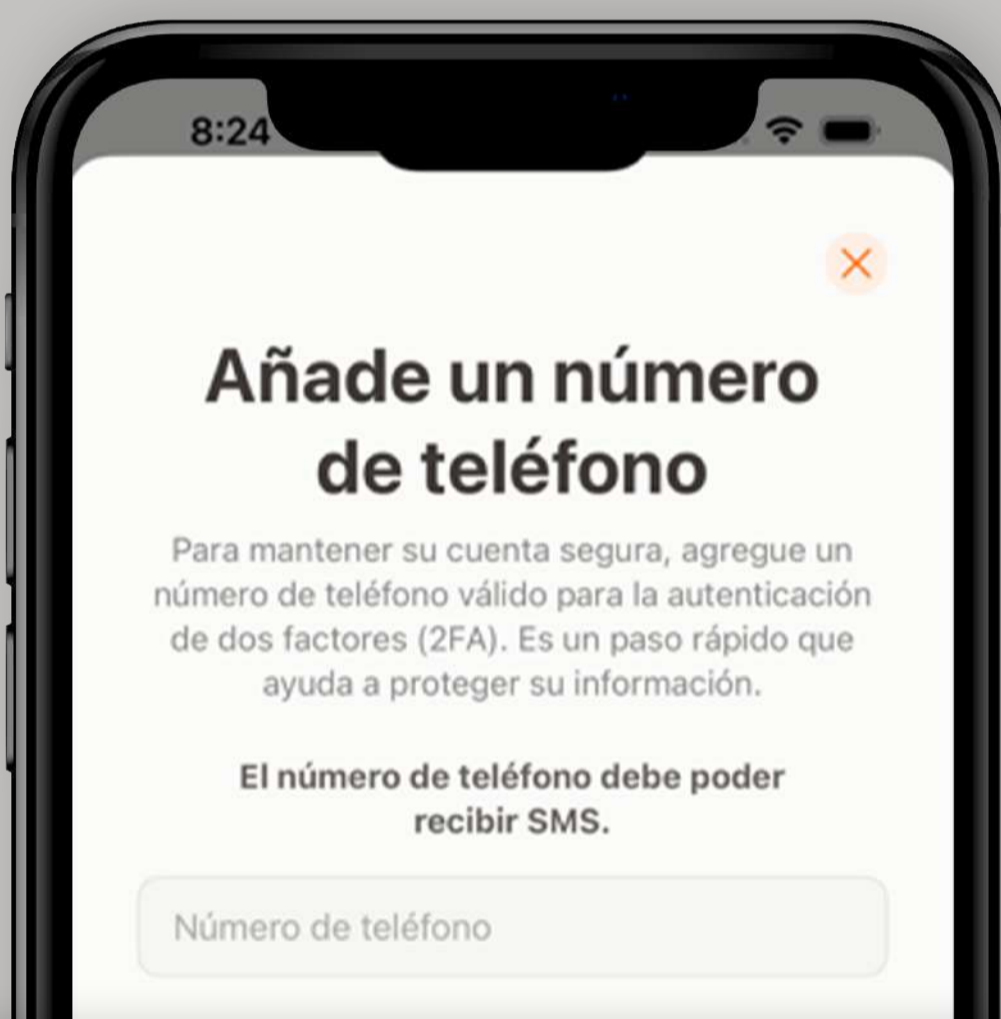 8:24
Añade un número
de teléfono
Para mantener su cuenta segura, agregue un
número de teléfono válido para la autenticación
de dos factores (2FA). Es un paso rápido que
ayuda a proteger su información.
El número de teléfono debe poder
recibir SMS.
Número de teléfono